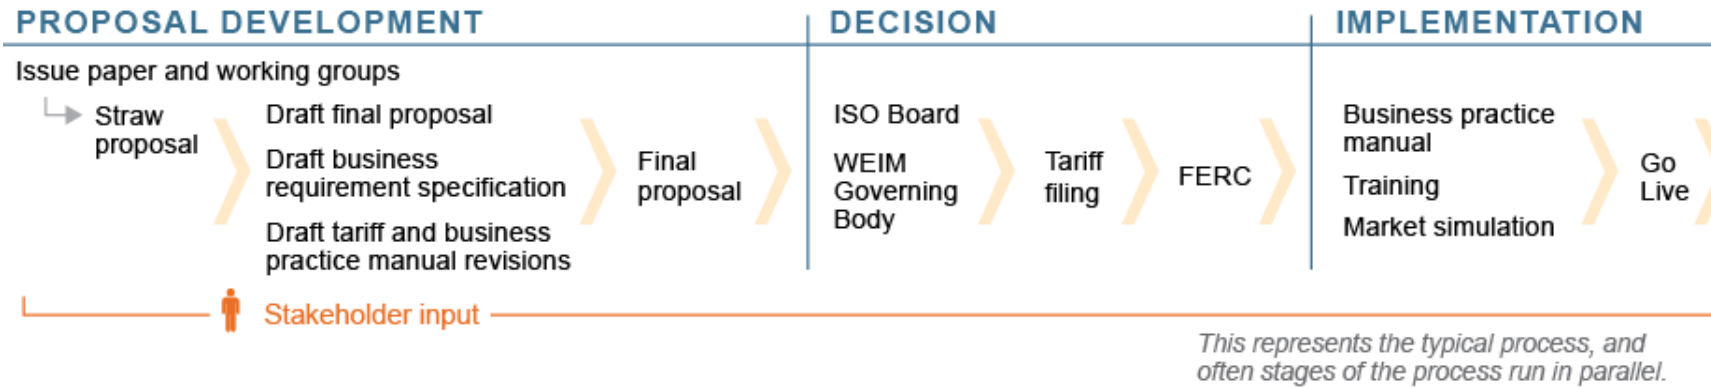 PROPOSAL DEVELOPMENT
Issue paper and working groups
Straw
proposal
Draft final proposal
Draft business
requirement specification
Draft tariff and business
practice manual revisions
Final
proposal
DECISION
ISO Board
WEIM
Governing
Body
Tariff
filing
FERC
IMPLEMENTATION
Business practice
manual
Training
Market simulation
Go
Live
Stakeholder input
This represents the typical process, and
often stages of the process run in parallel.